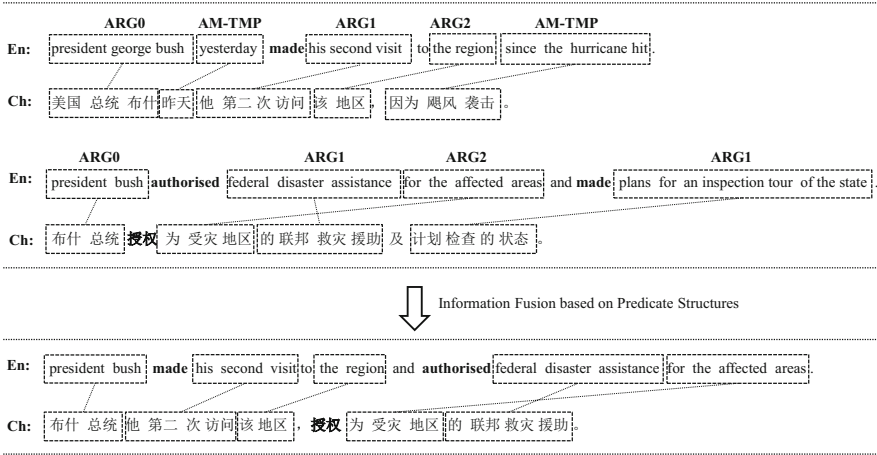 ARG0 AM-TMP ARG1 ARG2 AM-TMP
En: president george bush yesterday made his second visit to the region since the hurricane hit.
Ch: 美国 总统 布什 昨天 他 第二 次 访问 该 地区, 因为 飓风 袭击 。
ARG0 ARG1 ARG2 ARG1
En: president bush authorised federal disaster assistance for the affected areas and made plans for an inspection tour of the state.
Ch: 布什 总统 授权 为 受灾 地区 的 联邦 救灾 援助 及 计划 检查 的 状态 。
Information Fusion based on Predicate Structures
En: president bush made his second visit to the region and authorised federal disaster assistance for the affected areas.
Ch: 布什 总统 他 第二 次 访问 该 地区 , 授权 为 受灾 地区 的 联邦 救灾 援助 。